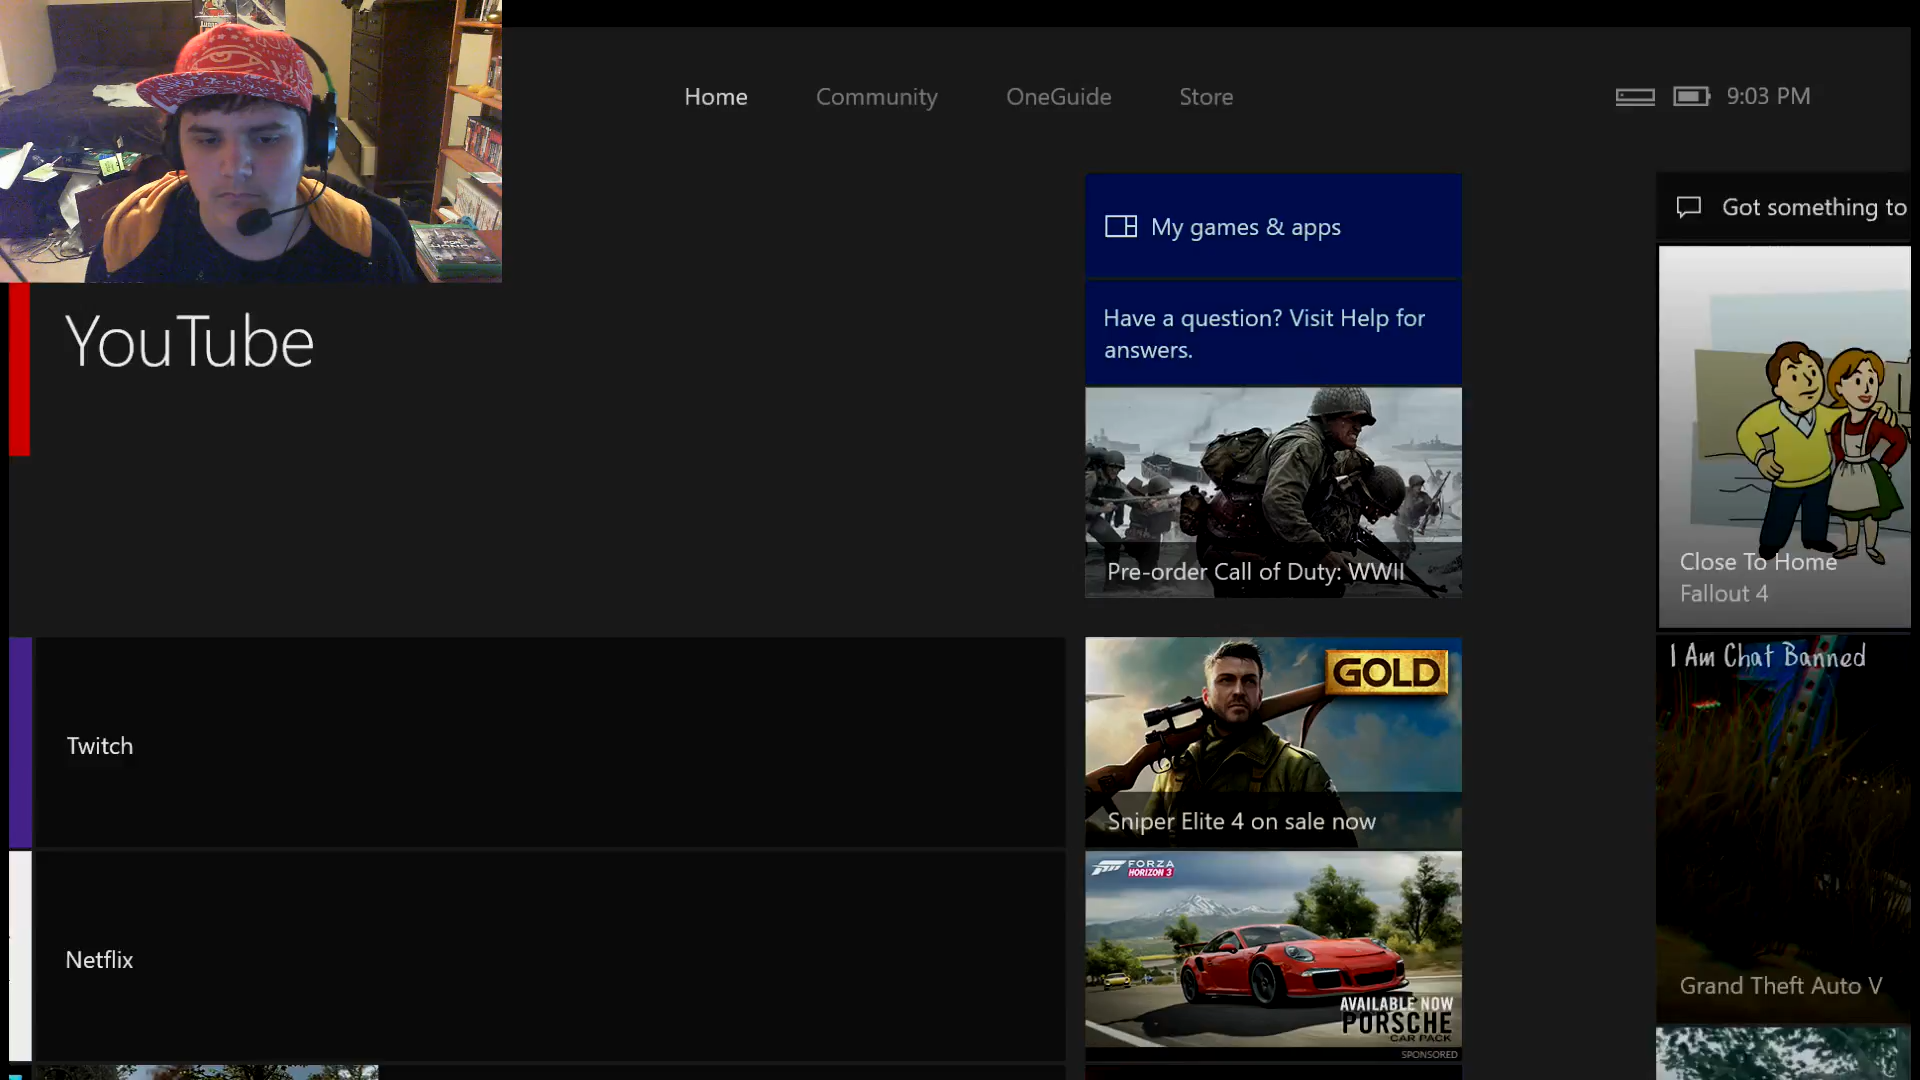 Home
Community
OneGuide
Store
9:03 PM
YouTube
My games & apps
Have a question? Visit Help for
answers.
Pre-order Call of Duty: WWII
Got something to
Close To Home
Fallout 4
Twitch
GOLD
Sniper Elite 4 on sale now
I Am Chat Banned
Grand Theft Auto V
Netflix
FORZA
HORIZON 3
AVAILABLE NOW
PORSCHE
CAR PACK
SPONSORED